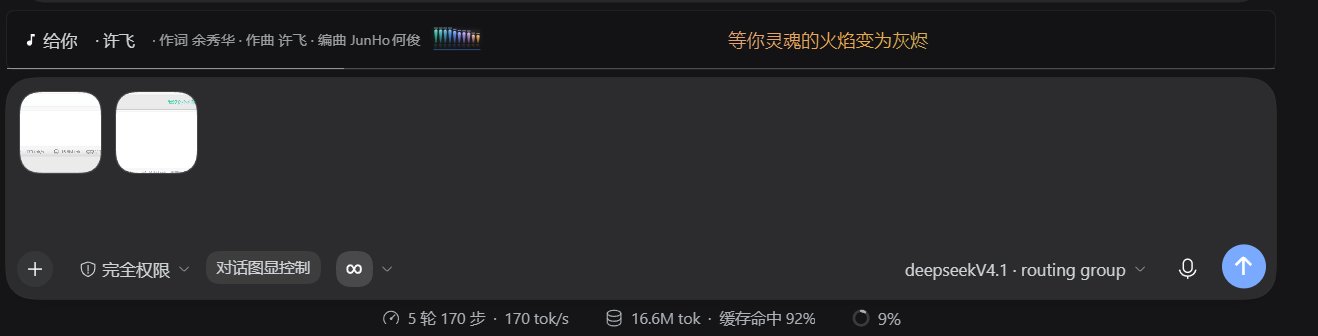 给你 · 许飞 · 作词 余秀华 · 作曲 许飞 · 编曲 JunHo 何俊 等你灵魂的火焰变为灰烬
完全权限 对话图显控制 ∞ deepseekV4.1 · routing group
5 轮 170 步 · 170 tok/s 16.6M tok · 缓存命中 92% 9%